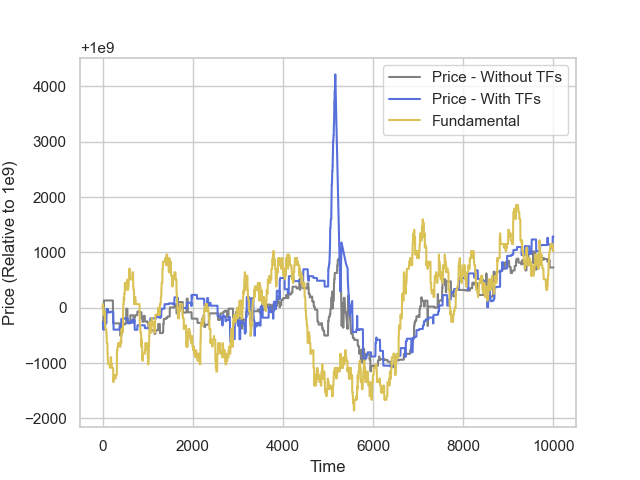 +1e9
4000
3000
2000
1000
0
−1000
−2000
Price (Relative to 1e9)
Price - Without TFs
Price - With TFs
Fundamental
0 2000 4000 6000 8000 10000
Time